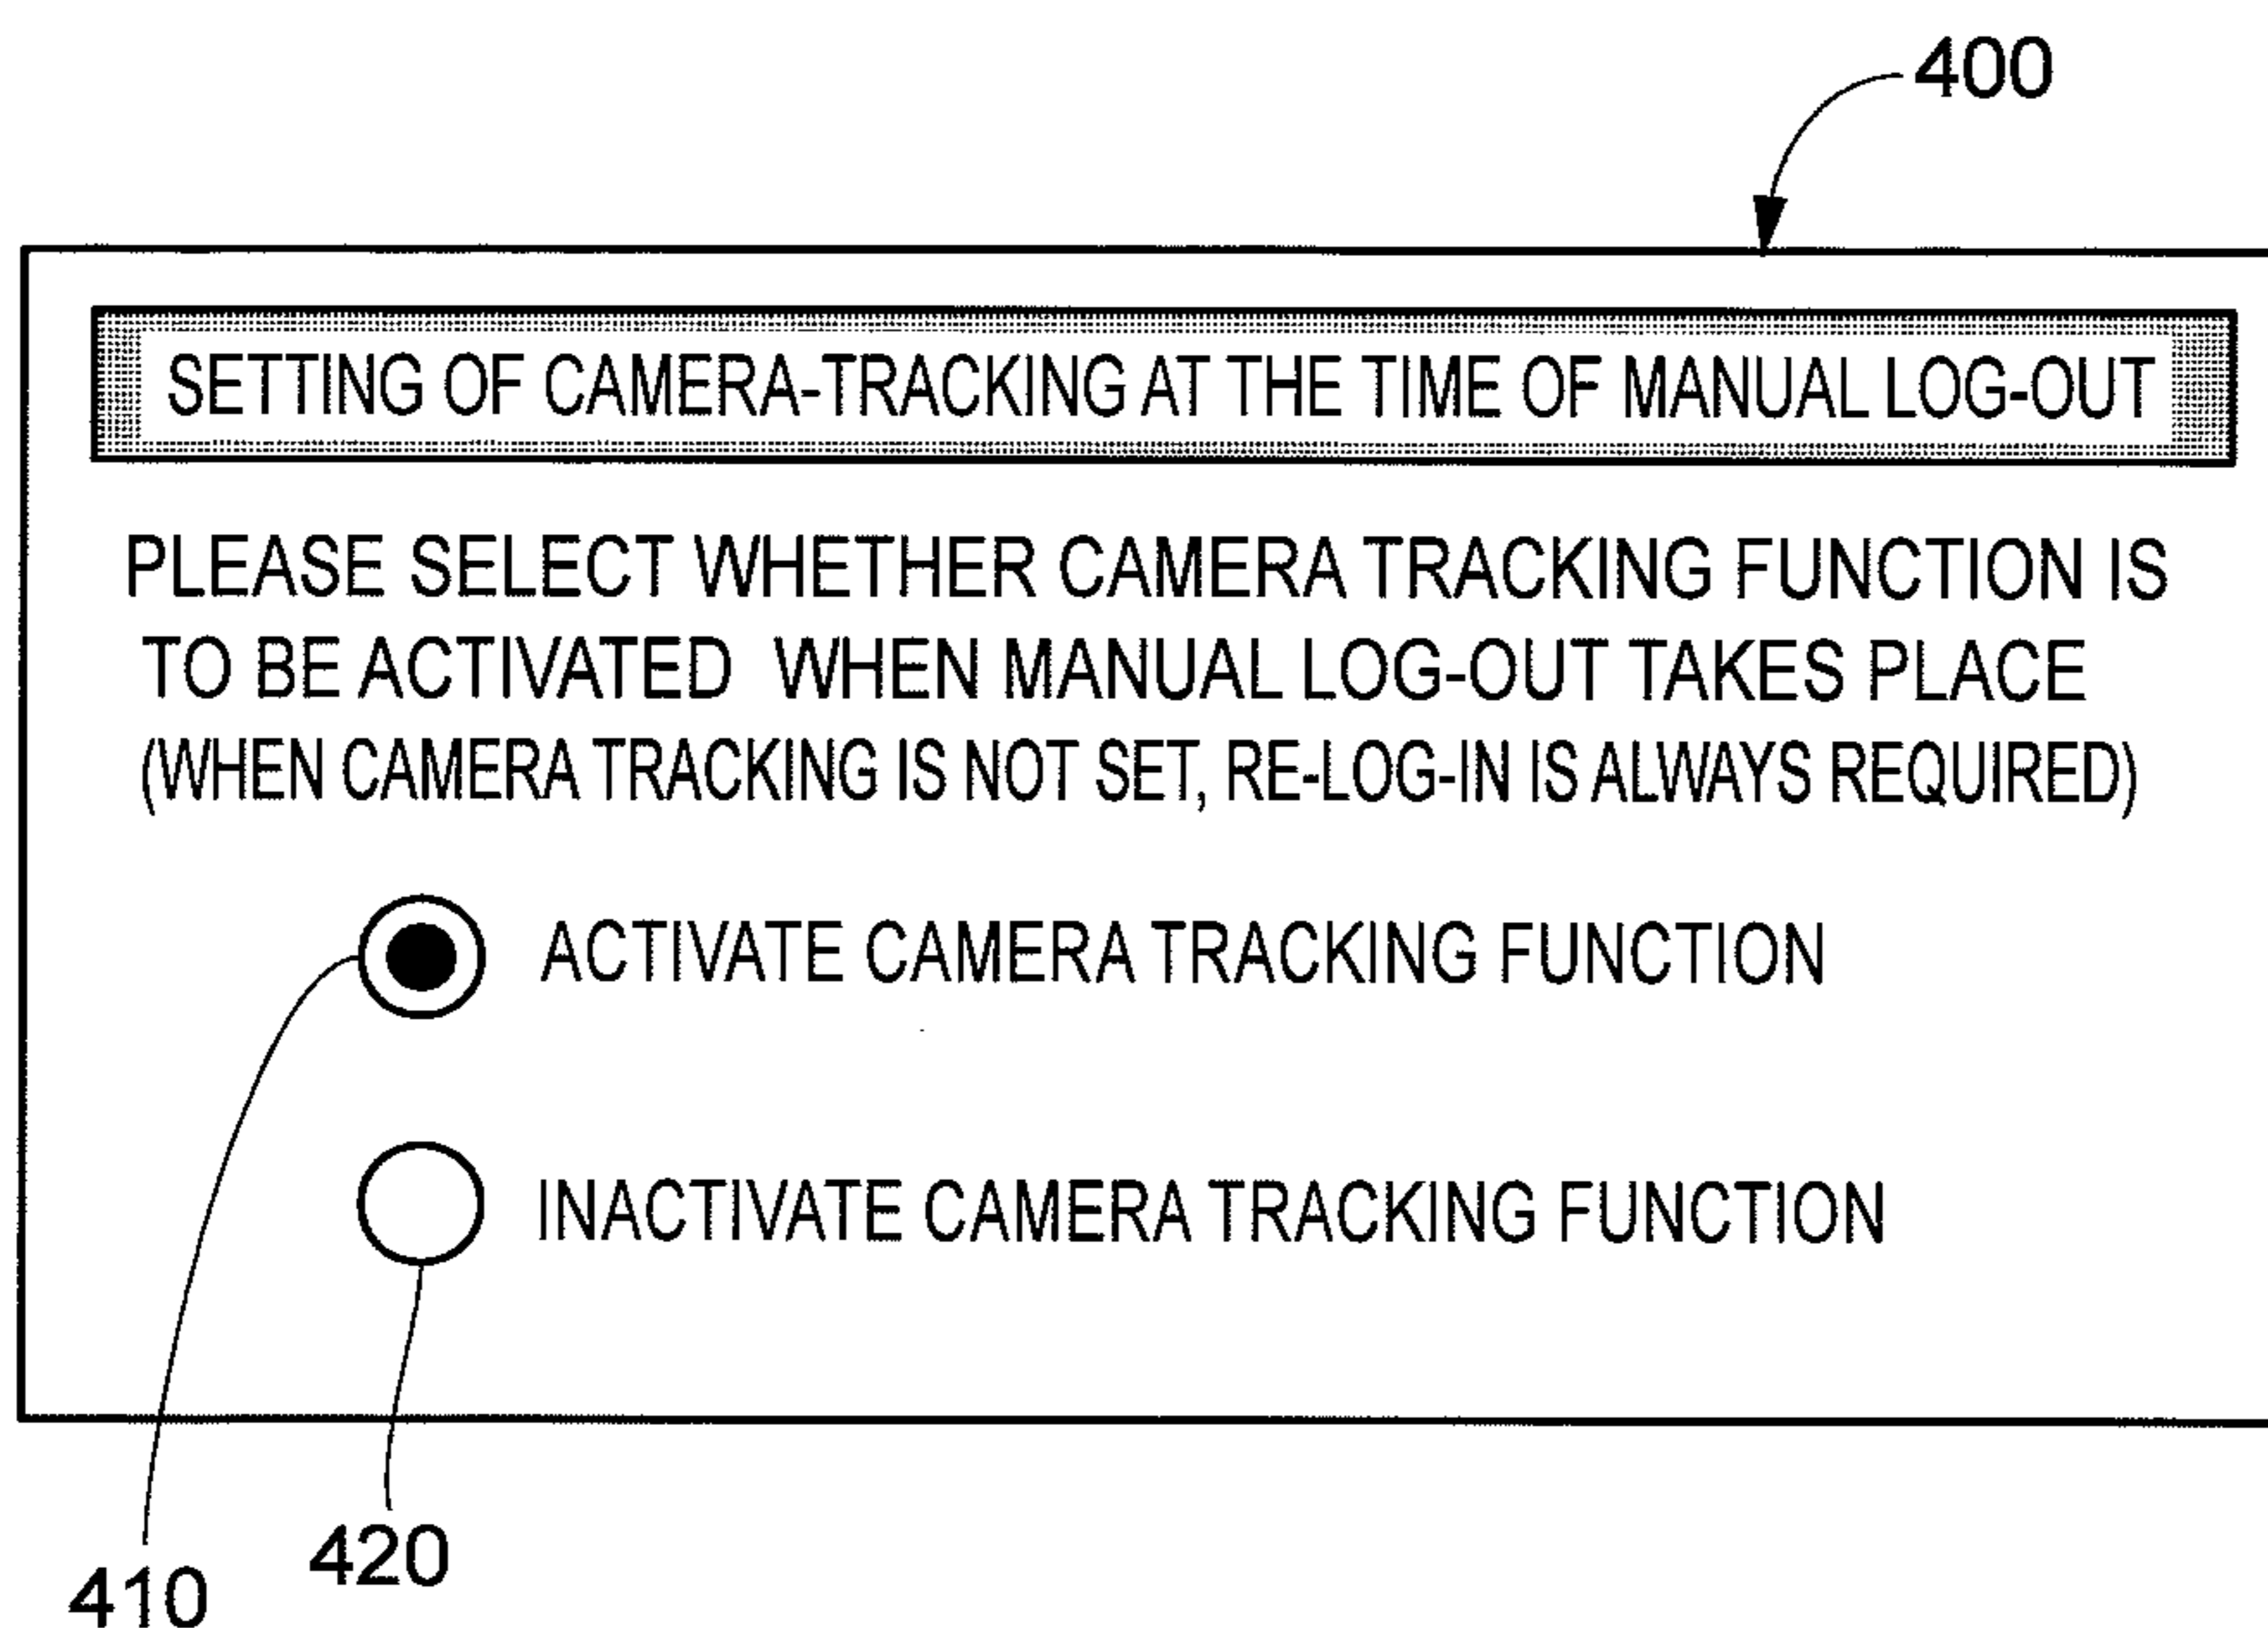 400
SETTING OF CAMERA-TRACKING AT THE TIME OF MANUAL LOG-OUT
PLEASE SELECT WHETHER CAMERA TRACKING FUNCTION IS
TO BE ACTIVATED WHEN MANUAL LOG-OUT TAKES PLACE
(WHEN CAMERA TRACKING IS NOT SET, RE-LOG-IN IS ALWAYS REQUIRED)
ACTIVATE CAMERA TRACKING FUNCTION
INACTIVATE CAMERA TRACKING FUNCTION
420
410